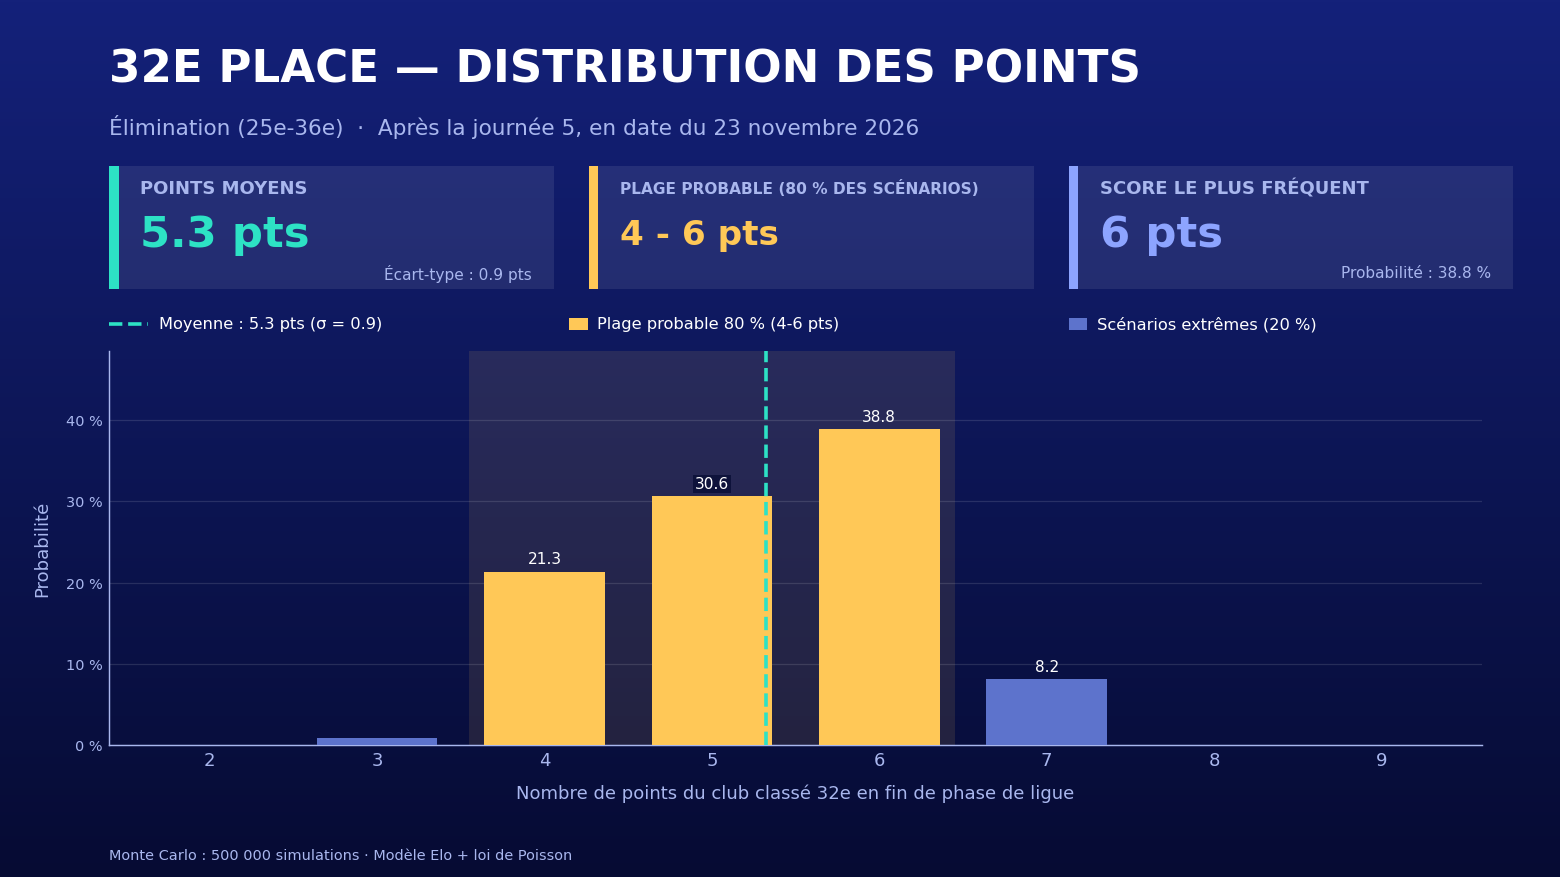 32E PLACE — DISTRIBUTION DES POINTS
Élimination (25e-36e) · Après la journée 5, en date du 23 novembre 2026
POINTS MOYENS
5.3 pts
Écart-type : 0.9 pts
PLAGE PROBABLE (80 % DES SCÉNARIOS)
4 - 6 pts
SCORE LE PLUS FRÉQUENT
6 pts
Probabilité : 38.8 %
Moyenne : 5.3 pts (σ = 0.9)
Plage probable 80 % (4-6 pts)
Scénarios extrêmes (20 %)
Probabilité
40 %
30 %
20 %
10 %
0 %
21.3
30.6
38.8
8.2
2 3 4 5 6 7 8 9
Nombre de points du club classé 32e en fin de phase de ligue
Monte Carlo : 500 000 simulations · Modèle Elo + loi de Poisson